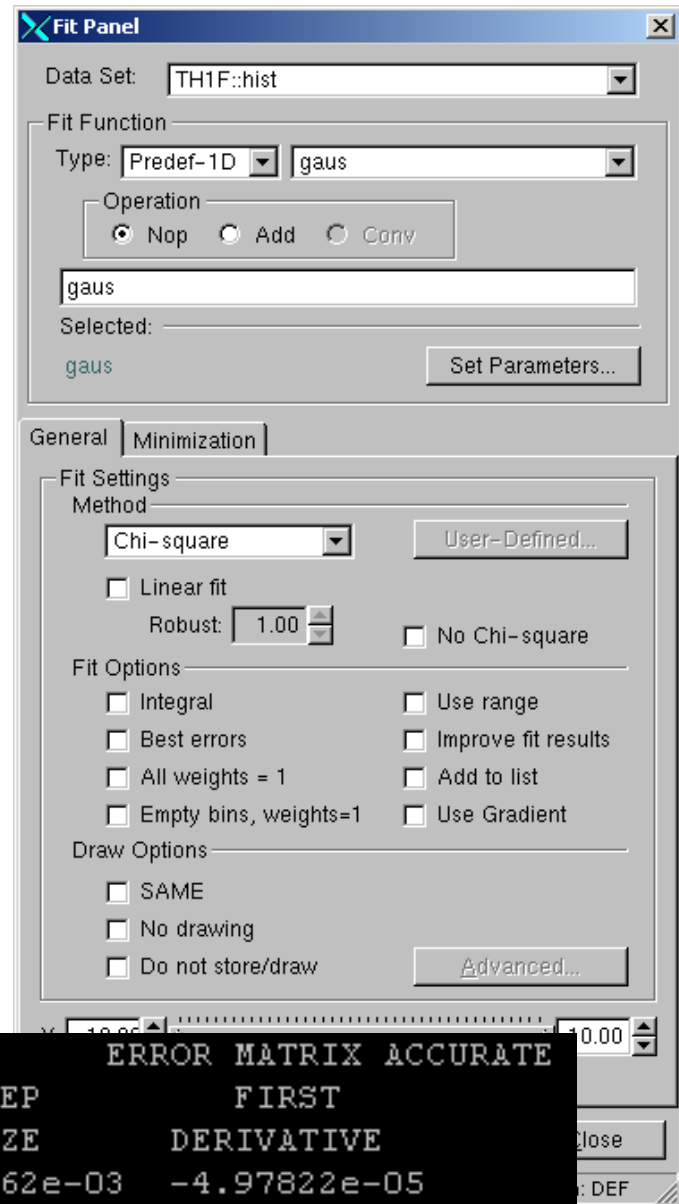 Fit Panel
Data Set: TH1F::hist
Fit Function
Type: Predef-1D gaus
Operation
Nop Add Conv
gaus
Selected:
gaus Set Parameters...
General Minimization
Fit Settings
Method
Chi-square User-Defined...
Linear fit
Robust: 1.00 No Chi-square
Fit Options
Integral Use range
Best errors Improve fit results
All weights = 1 Add to list
Empty bins, weights=1 Use Gradient
Draw Options
SAME
No drawing
Do not store/draw Advanced...
10.00
ERROR MATRIX ACCURATE
EP FIRST
ZE DERIVATIVE
Close
62e-03 -4.97822e-05
: DEF